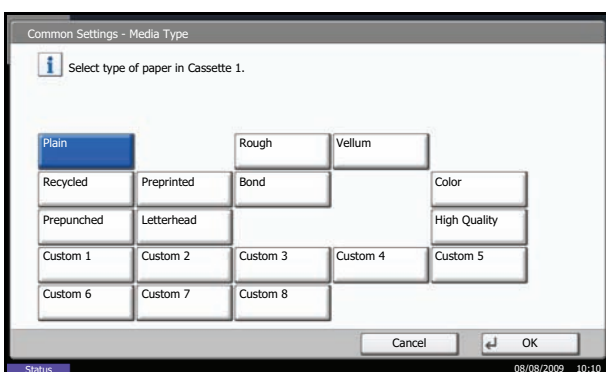 Common Settings - Media Type
i Select type of paper in Cassette 1.
Plain Rough Vellum
Recycled Preprinted Bond Color
Prepunched Letterhead High Quality
Custom 1 Custom 2 Custom 3 Custom 4 Custom 5
Custom 6 Custom 7 Custom 8
Cancel OK
Status 08/08/2009 10:10